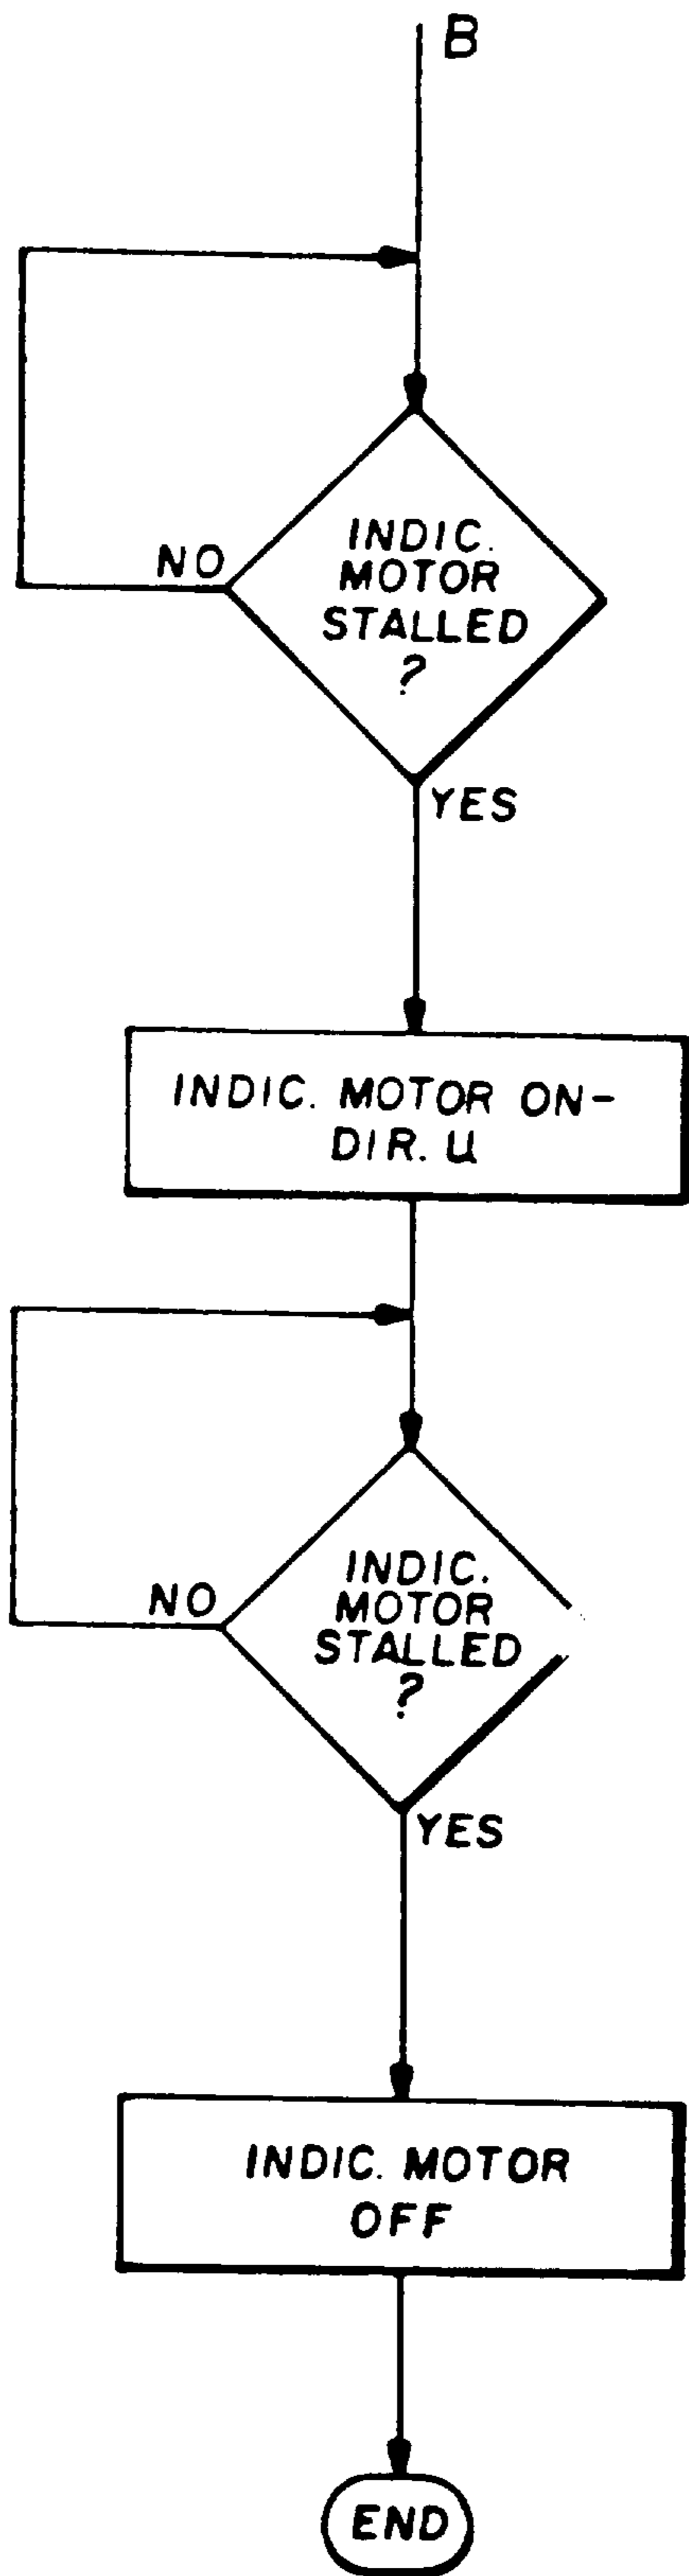 B
NO
INDIC.
MOTOR
STALLED
?
YES
INDIC. MOTOR ON-
DIR. U
NO
INDIC.
MOTOR
STALLED
?
YES
INDIC. MOTOR
OFF
END